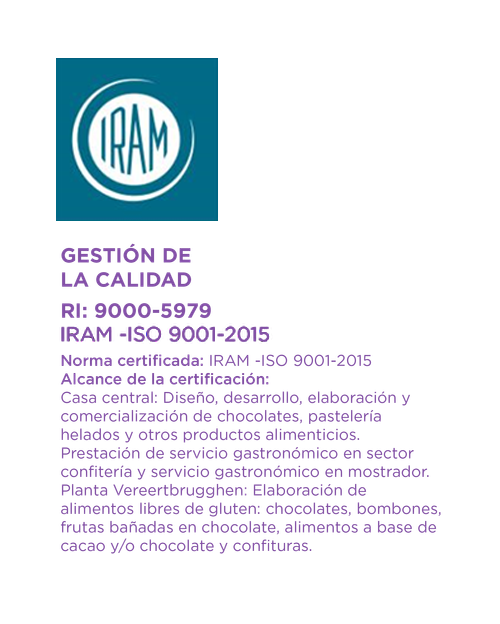 IRAM
GESTIÓN DE
LA CALIDAD
RI: 9000-5979
IRAM -ISO 9001-2015
Norma certificada: IRAM -ISO 9001-2015
Alcance de la certificación:
Casa central: Diseño, desarrollo, elaboración y
comercialización de chocolates, pastelería
helados y otros productos alimenticios.
Prestación de servicio gastronómico en sector
confitería y servicio gastronómico en mostrador.
Planta Vereertbrugghen: Elaboración de
alimentos libres de gluten: chocolates, bombones,
frutas bañadas en chocolate, alimentos a base de
cacao y/o chocolate y confituras.